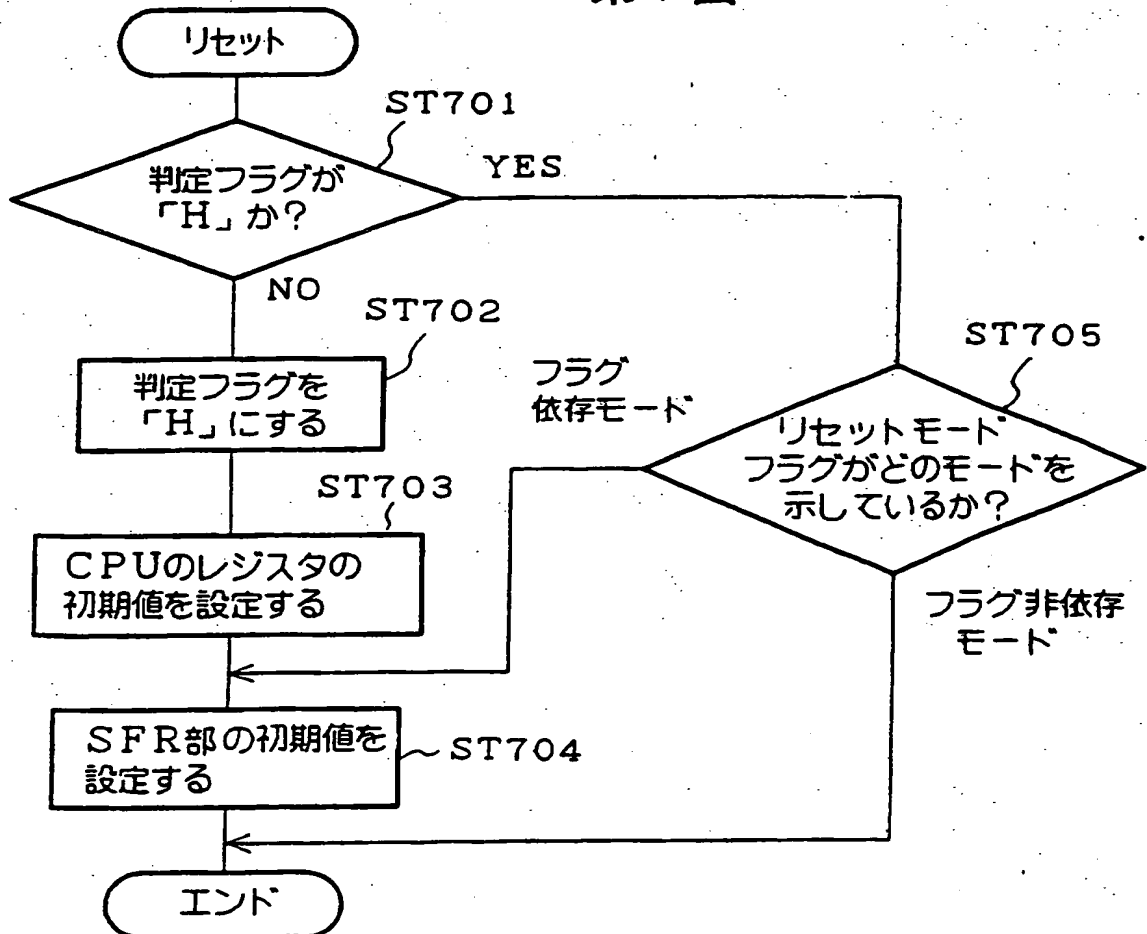 リセット
ST701
判定フラグが
「H」か?
YES
NO
ST702
判定フラグを
「H」にする
ST703
CPUのレジスタの
初期値を設定する
フラグ
依存モード
ST705
リセットモード
フラグがどのモードを
示しているか?
フラグ非依存
モード
SFR部の初期値を
設定する
ST704
エンド